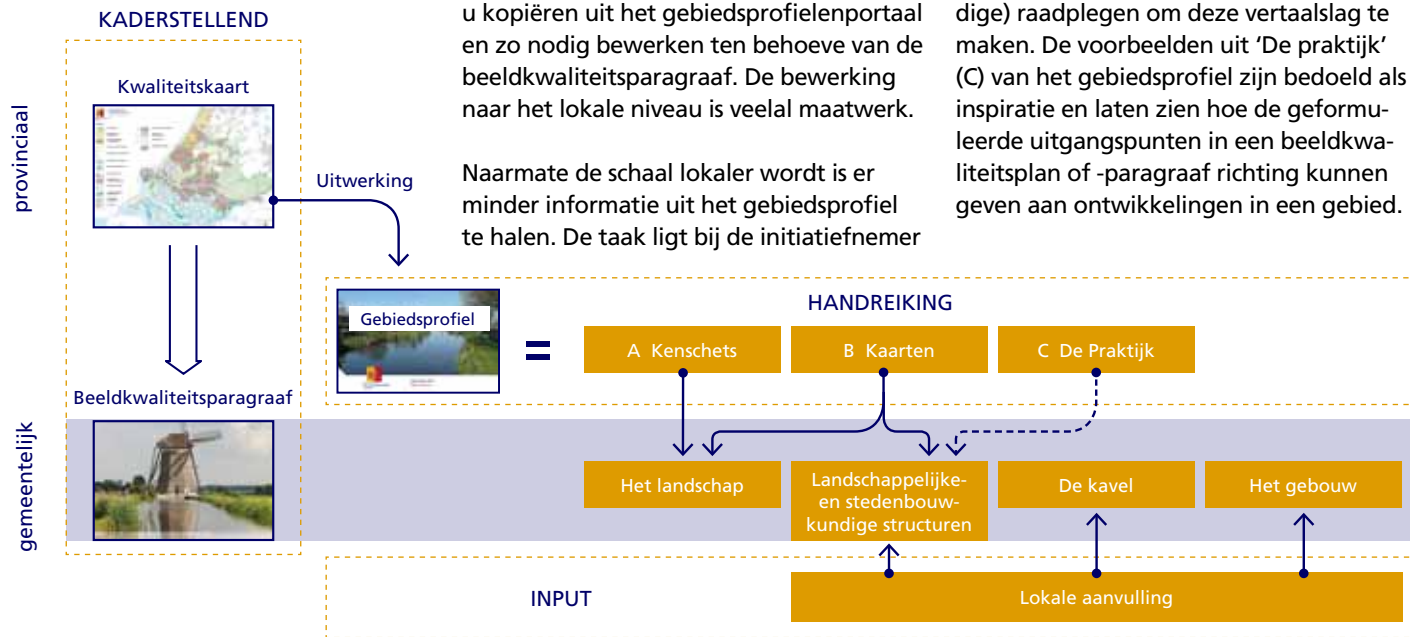 KADERSTELLEND
provinciaal
Kwaliteitskaart
Uitwerking
u kopiëren uit het gebiedsprofielenportaal
en zo nodig bewerken ten behoeve van de
beeldkwaliteitsparagraaf. De bewerking
naar het lokale niveau is veelal maatwerk.
Naarmate de schaal lokaler wordt is er
minder informatie uit het gebiedsprofiel
te halen. De taak ligt bij de initiatiefnemer
dige) raadplegen om deze vertaalslag te
maken. De voorbeelden uit ‘De praktijk’
(C) van het gebiedsprofiel zijn bedoeld als
inspiratie en laten zien hoe de geformu-
leerde uitgangspunten in een beeldkwa-
liteitsplan of -paragraaf richting kunnen
geven aan ontwikkelingen in een gebied.
HANDREIKING
Gebiedsprofiel
=
A Kenschets
B Kaarten
C De Praktijk
Beeldkwaliteitsparagraaf
gemeentelijk
Het landschap
Landschappelijke-
en stedenbouw-
kundige structuren
De kavel
Het gebouw
INPUT
Lokale aanvulling